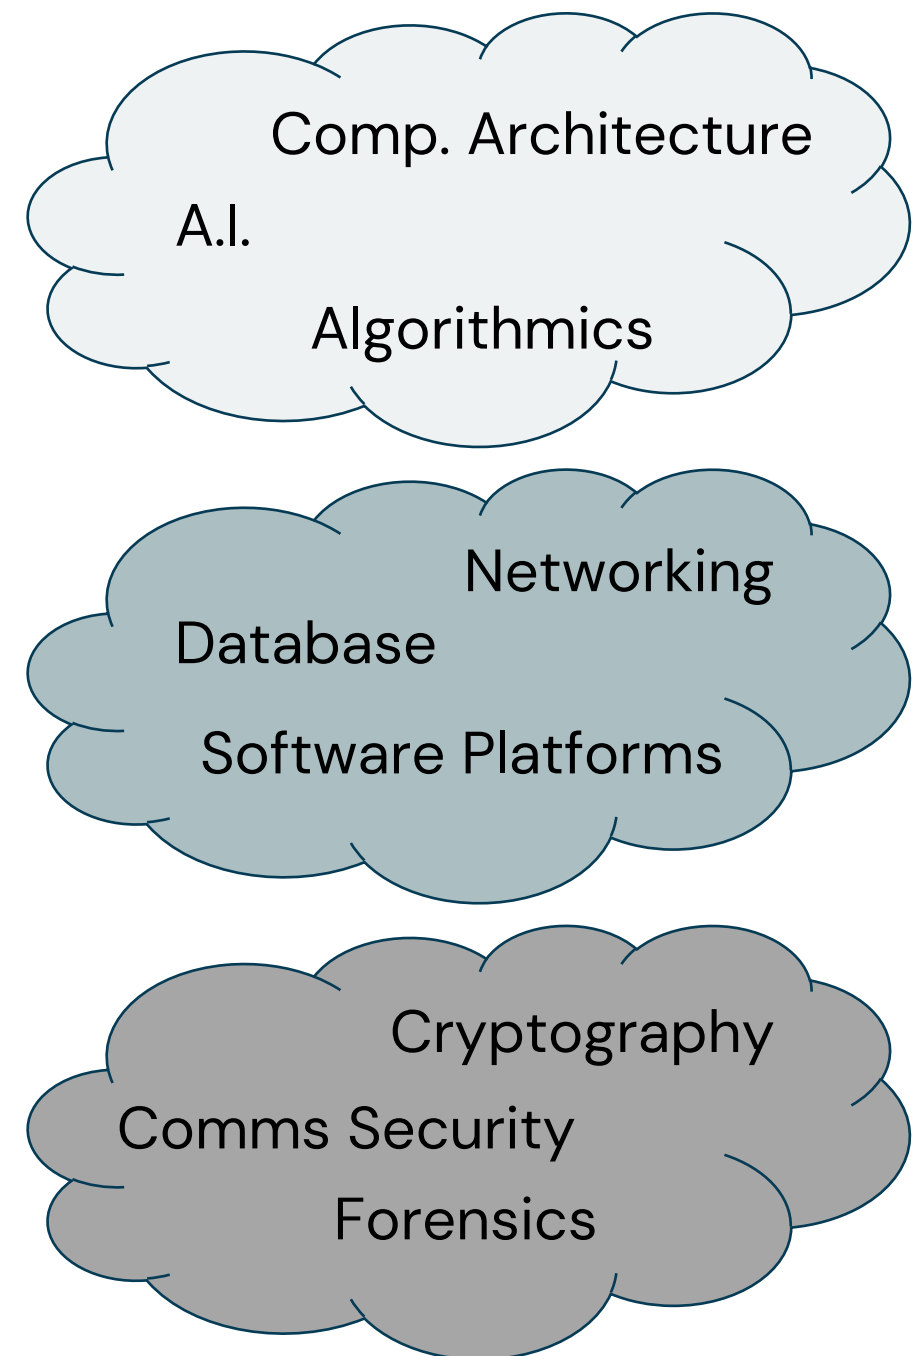 Comp. Architecture
A.I.
Algorithmics
Networking
Database
Software Platforms
Cryptography
Comms Security
Forensics